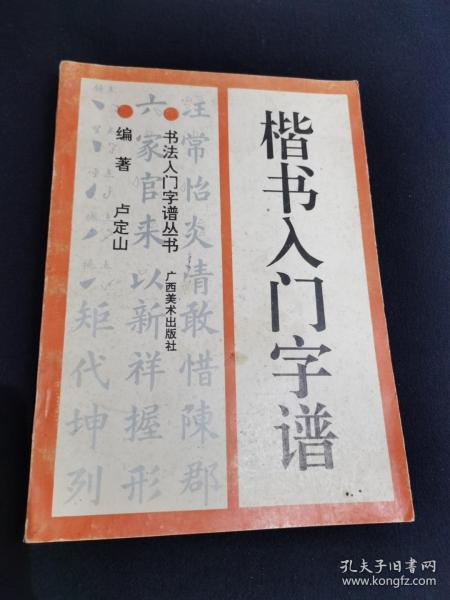 楷书入门字谱
书法入门字谱丛书
广西美术出版社
编著 卢定山
汪常怡炎清敢惜陳郡
六家官来以新祥握形
矩代坤列
孔夫子旧书网
www.kongfz.com